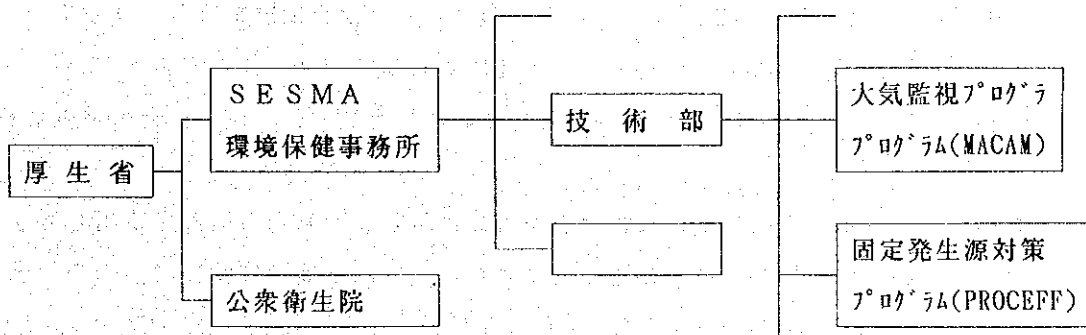 厚生省
SESMA
環境保健事務所
公衆衛生院
技術部
大気監視ﾌﾟﾛｸﾞﾗ
ﾌﾟﾛｸﾞﾗﾑ(MACAM)
固定発生源対策
ﾌﾟﾛｸﾞﾗﾑ(PROCEFF)